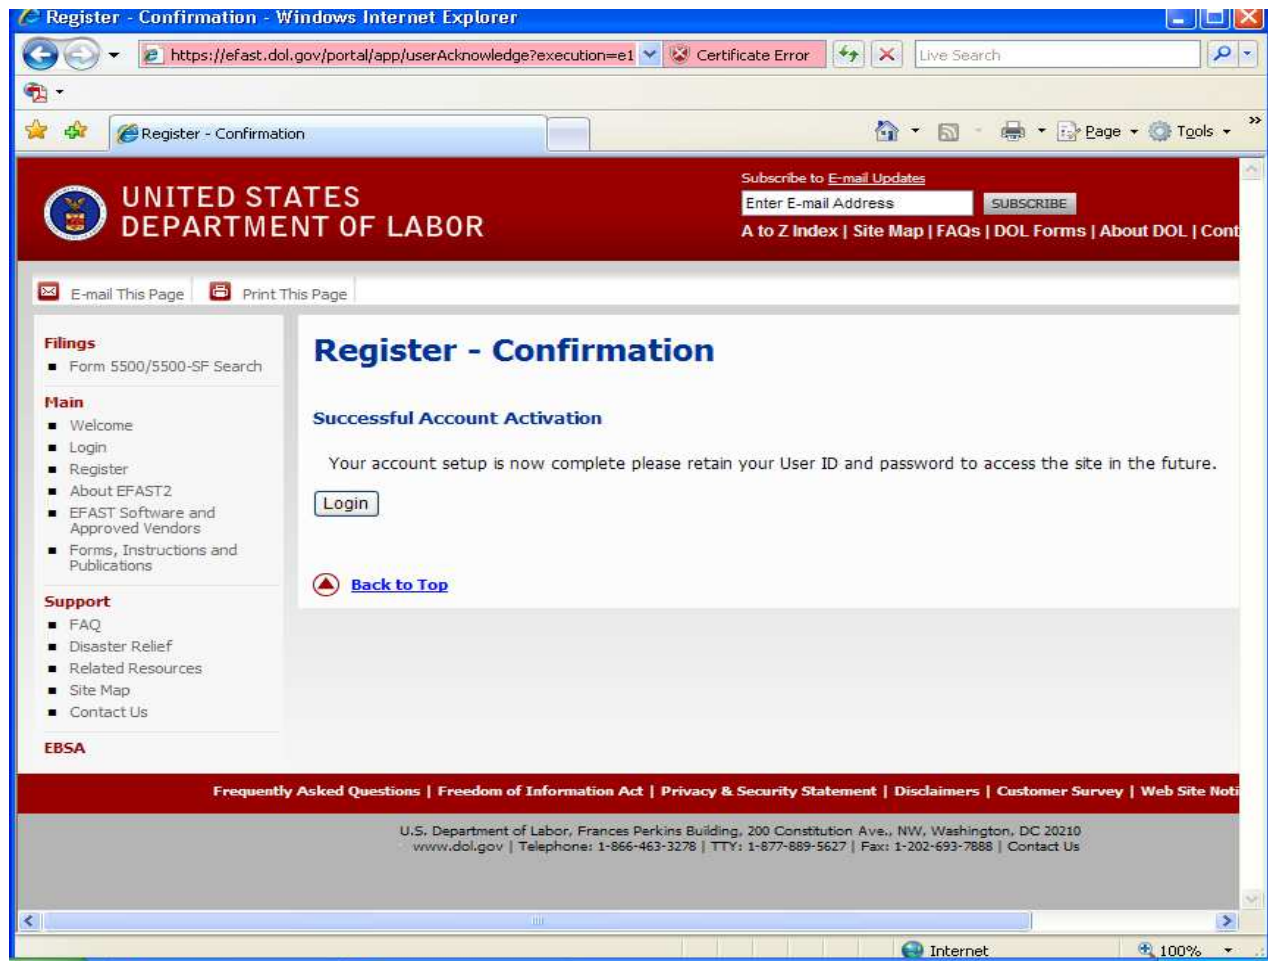 Register - Confirmation - Windows Internet Explorer
https://efast.dol.gov/portal/app/userAcknowledge?execution=e1
Certificate Error
Live Search
Register - Confirmation
Page
Tools
»
UNITED STATES
DEPARTMENT OF LABOR
Subscribe to E-mail Updates
Enter E-mail Address
SUBSCRIBE
A to Z Index | Site Map | FAQs | DOL Forms | About DOL | Cont
E-mail This Page
Print This Page
Filings
Form 5500/5500-SF Search
Main
Welcome
Login
Register
About EFAST2
EFAST Software and
Approved Vendors
Forms, Instructions and
Publications
Support
FAQ
Disaster Relief
Related Resources
Site Map
Contact Us
EBSA
Register - Confirmation
Successful Account Activation
Your account setup is now complete please retain your User ID and password to access the site in the future.
Login
Back to Top
Frequently Asked Questions | Freedom of Information Act | Privacy & Security Statement | Disclaimers | Customer Survey | Web Site Noti
U.S. Department of Labor, Frances Perkins Building, 200 Constitution Ave., NW, Washington, DC 20210
www.dol.gov | Telephone: 1-866-463-3278 | TTY: 1-877-889-5627 | Fax: 1-202-693-7888 | Contact Us
Internet
100%